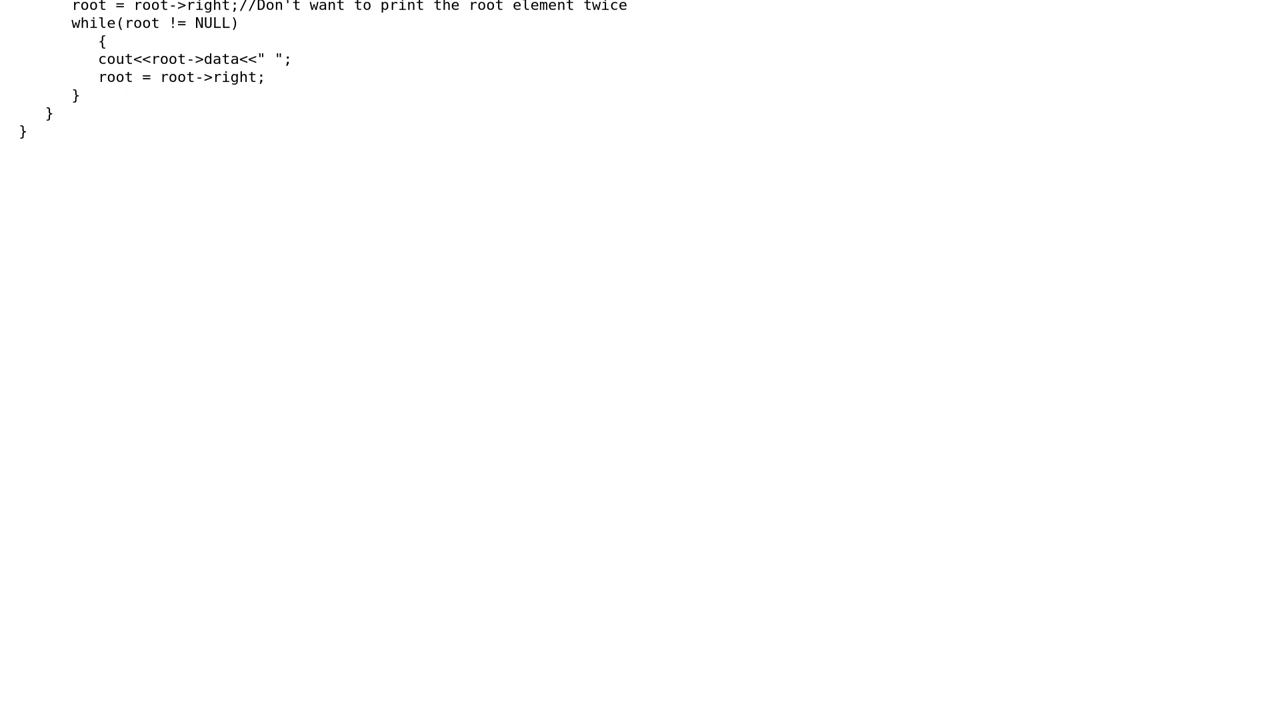 root = root->right;//Don't want to print the root element twice
while(root != NULL)
{
cout<<root->data<<" ";
root = root->right;
}
}
}